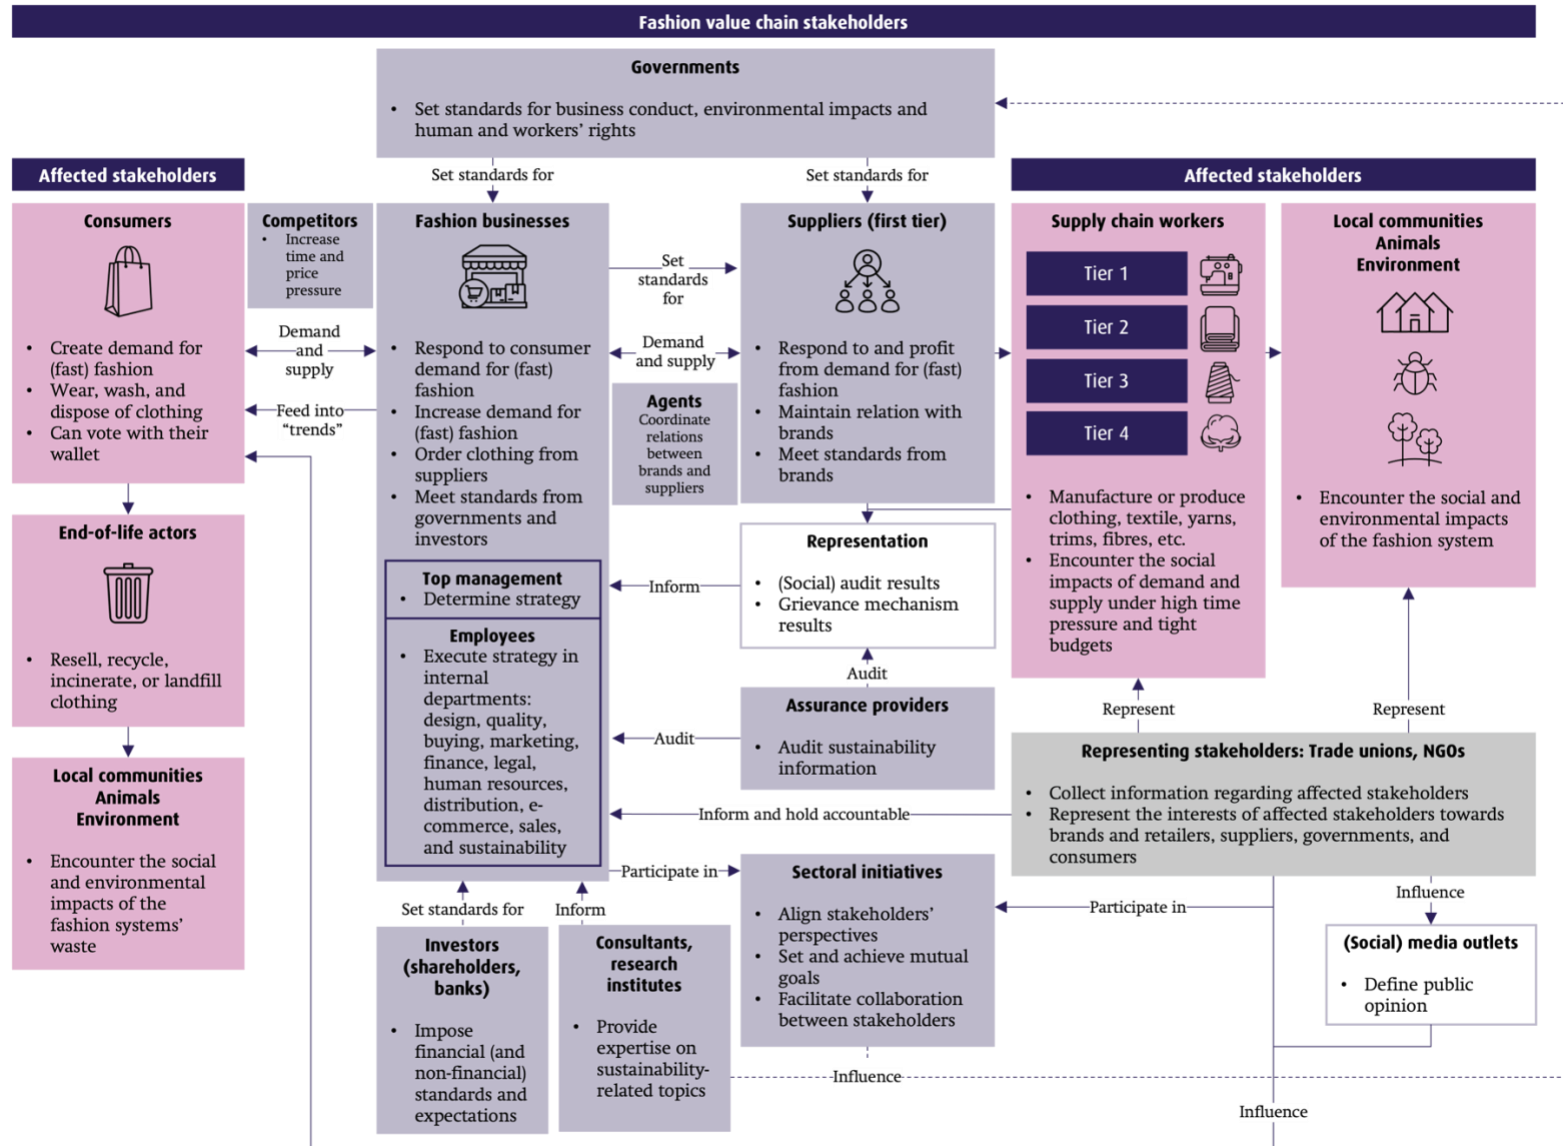 Fashion value chain stakeholders
Governments
• Set standards for business conduct, environmental impacts and
human and workers’ rights
Set standards for
Set standards for
Affected stakeholders
Affected stakeholders
Consumers
• Create demand for
(fast) fashion
• Wear, wash, and
dispose of clothing
• Can vote with their
wallet
Competitors
• Increase
time and
price
pressure
Demand
and
supply
Feed into
“trends”
Fashion businesses
• Respond to consumer
demand for (fast)
fashion
• Increase demand for
(fast) fashion
• Order clothing from
suppliers
• Meet standards from
governments and
investors
Top management
• Determine strategy
Employees
• Execute strategy in
internal
departments:
design, quality,
buying, marketing,
finance, legal,
human resources,
distribution, e-
commerce, sales,
and sustainability
Set
standards
for
Demand
and supply
Agents
Coordinate
relations
between
brands and
suppliers
Suppliers (first tier)
• Respond to and profit
from demand for (fast)
fashion
• Maintain relation with
brands
• Meet standards from
brands
Supply chain workers
Tier 1
Tier 2
Tier 3
Tier 4
• Manufacture or produce
clothing, textile, yarns,
trims, fibres, etc.
• Encounter the social
impacts of demand and
supply under high time
pressure and tight
budgets
Local communities
Animals
Environment
• Encounter the social and
environmental impacts
of the fashion system
End-of-life actors
• Resell, recycle,
incinerate, or landfill
clothing
Local communities
Animals
Environment
• Encounter the social
and environmental
impacts of the
fashion systems’
waste
Representation
• (Social) audit results
• Grievance mechanism
results
Inform
Audit
Assurance providers
• Audit sustainability
information
Audit
Inform and hold accountable
Represent
Represent
Representing stakeholders: Trade unions, NGOs
• Collect information regarding affected stakeholders
• Represent the interests of affected stakeholders towards
brands and retailers, suppliers, governments, and
consumers
Participate in
Sectoral initiatives
• Align stakeholders’
perspectives
• Set and achieve mutual
goals
• Facilitate collaboration
between stakeholders
Participate in
Influence
(Social) media outlets
• Define public
opinion
Set standards for
Inform
Investors
(shareholders,
banks)
• Impose
financial (and
non-financial)
standards and
expectations
Consultants,
research
institutes
• Provide
expertise on
sustainability-
related topics
Influence
Influence